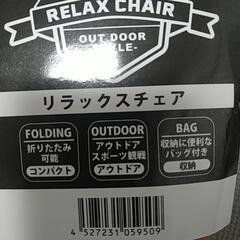 RELAX CHAIR
OUT DOOR
-STYLE-
リラックスチェア
FOLDING
折りたたみ
可能
コンパクト
OUTDOOR
アウトドア
スポーツ観戦
アウトドア
BAG
収納に便利な
バッグ付き
収納
4 527231 059509